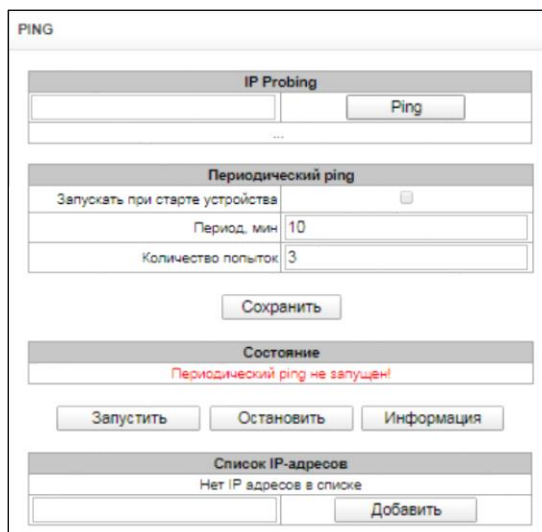 PING
IP Probing
Ping
...
Периодический ping
Запускать при старте устройства
Период, мин 10
Количество попыток 3
Сохранить
Состояние
Периодический ping не запущен!
Запустить Остановить Информация
Список IP-адресов
Нет IP адресов в списке
Добавить